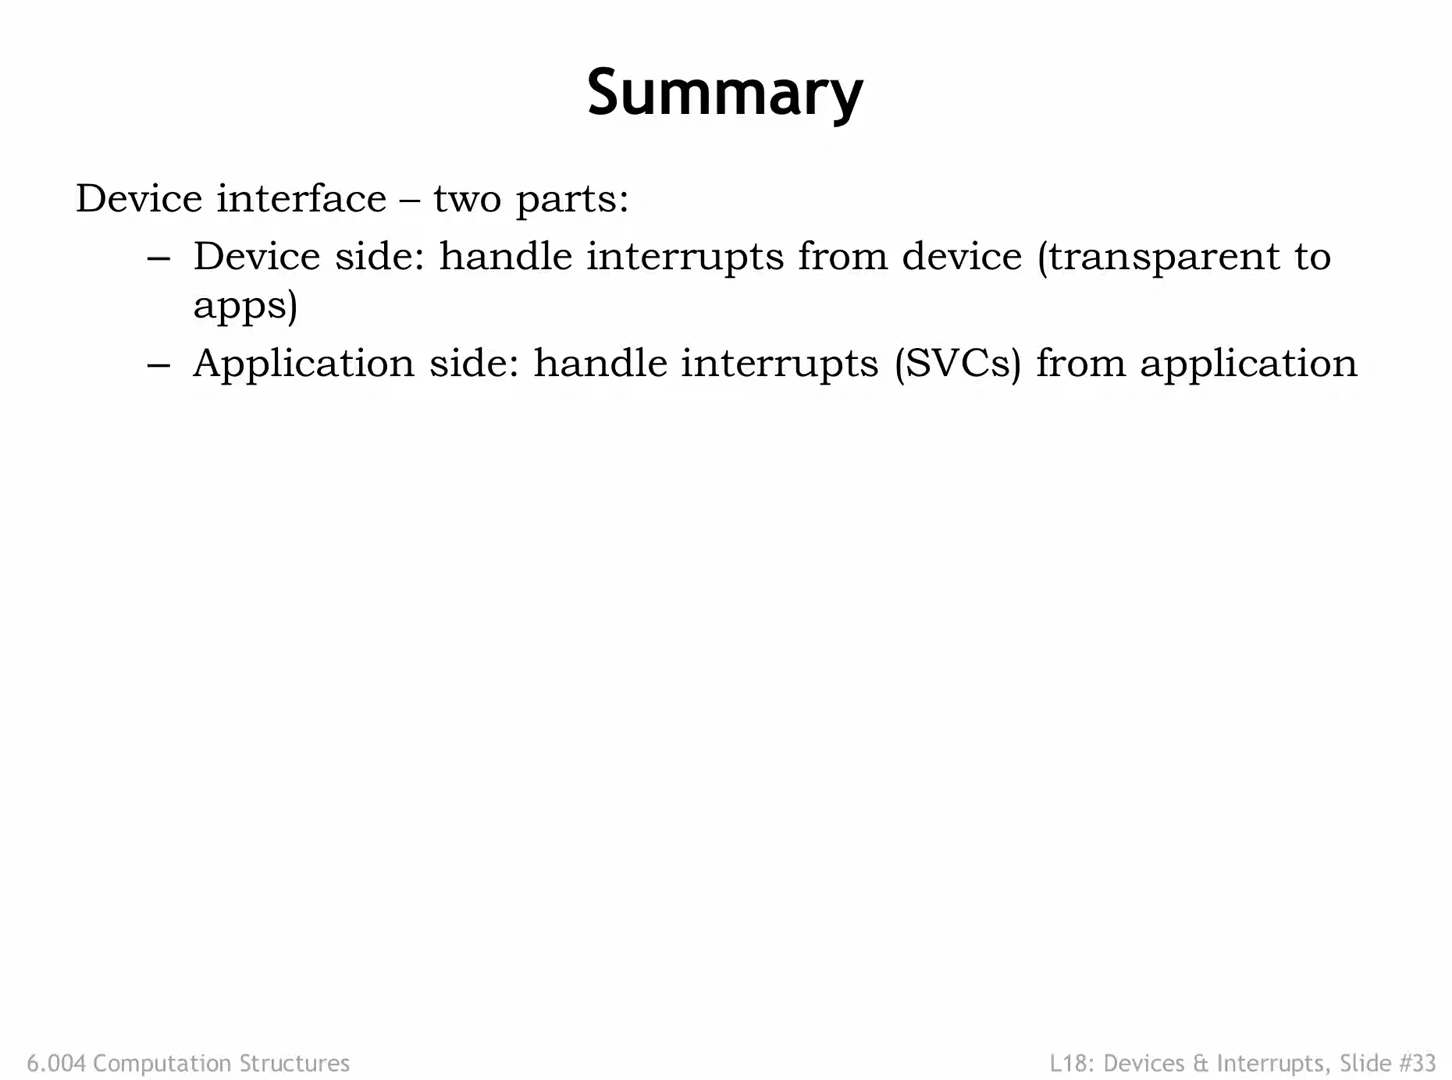 Summary
Device interface – two parts:
– Device side: handle interrupts from device (transparent to
apps)
– Application side: handle interrupts (SVCs) from application
6.004 Computation Structures
L18: Devices & Interrupts, Slide #33